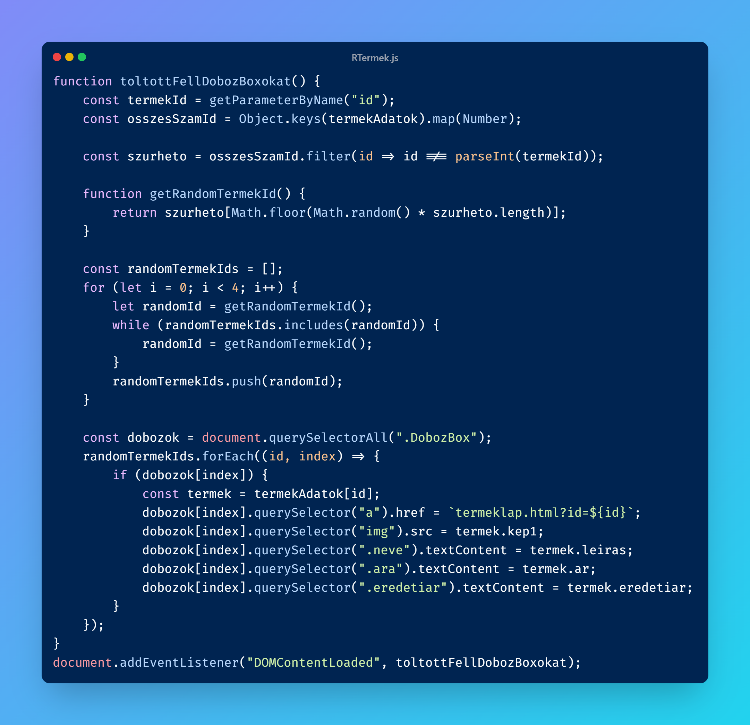 RTermek.js
function toltottFellDobozBoxokat() {
    const termekId = getParameterByName("id");
    const osszesSzamId = Object.keys(termekAdatok).map(Number);

    const szurheto = osszesSzamId.filter(id => id !== parseInt(termekId));

    function getRandomTermekId() {
        return szurheto[Math.floor(Math.random() * szurheto.length)];
    }

    const randomTermekIds = [];
    for (let i = 0; i < 4; i++) {
        let randomId = getRandomTermekId();
        while (randomTermekIds.includes(randomId)) {
            randomId = getRandomTermekId();
        }
        randomTermekIds.push(randomId);
    }

    const dobozok = document.querySelectorAll(".DobozBox");
    randomTermekIds.forEach((id, index) => {
        if (dobozok[index]) {
            const termek = termekAdatok[id];
            dobozok[index].querySelector("a").href = `termeklap.html?id=${id}`;
            dobozok[index].querySelector("img").src = termek.kep1;
            dobozok[index].querySelector(".neve").textContent = termek.leiras;
            dobozok[index].querySelector(".ara").textContent = termek.ar;
            dobozok[index].querySelector(".eredetiar").textContent = termek.eredetiar;
        }
    });
}
document.addEventListener("DOMContentLoaded", toltottFellDobozBoxokat);